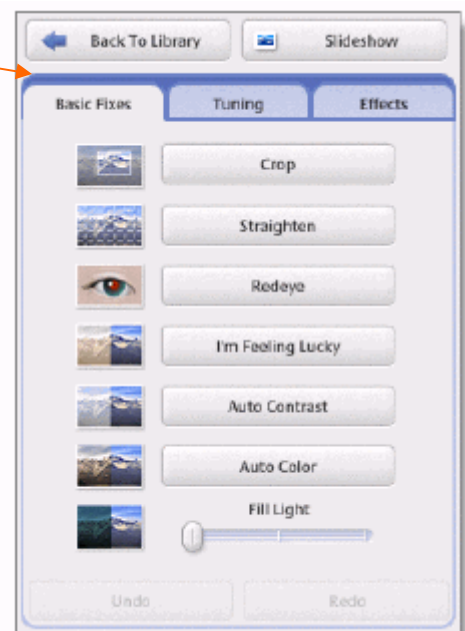 Back To Library
Slideshow
Basic Fixes
Tuning
Effects
Crop
Straighten
Redeye
I'm Feeling Lucky
Auto Contrast
Auto Color
Fill Light
Undo
Redo